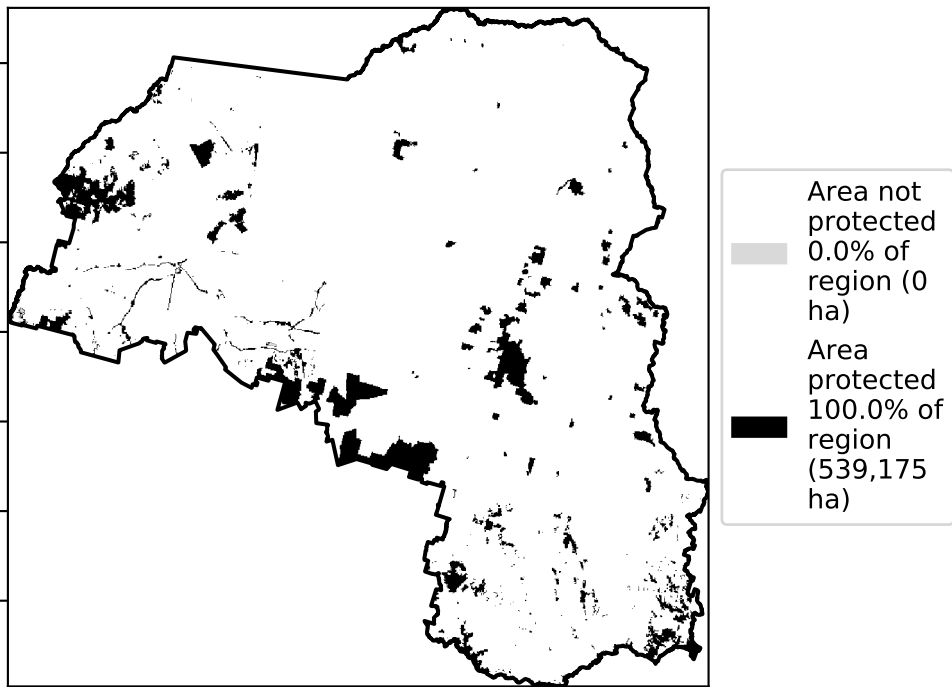 Area not
protected
0.0% of
region (0
ha)
Area
protected
100.0% of
region
(539,175
ha)